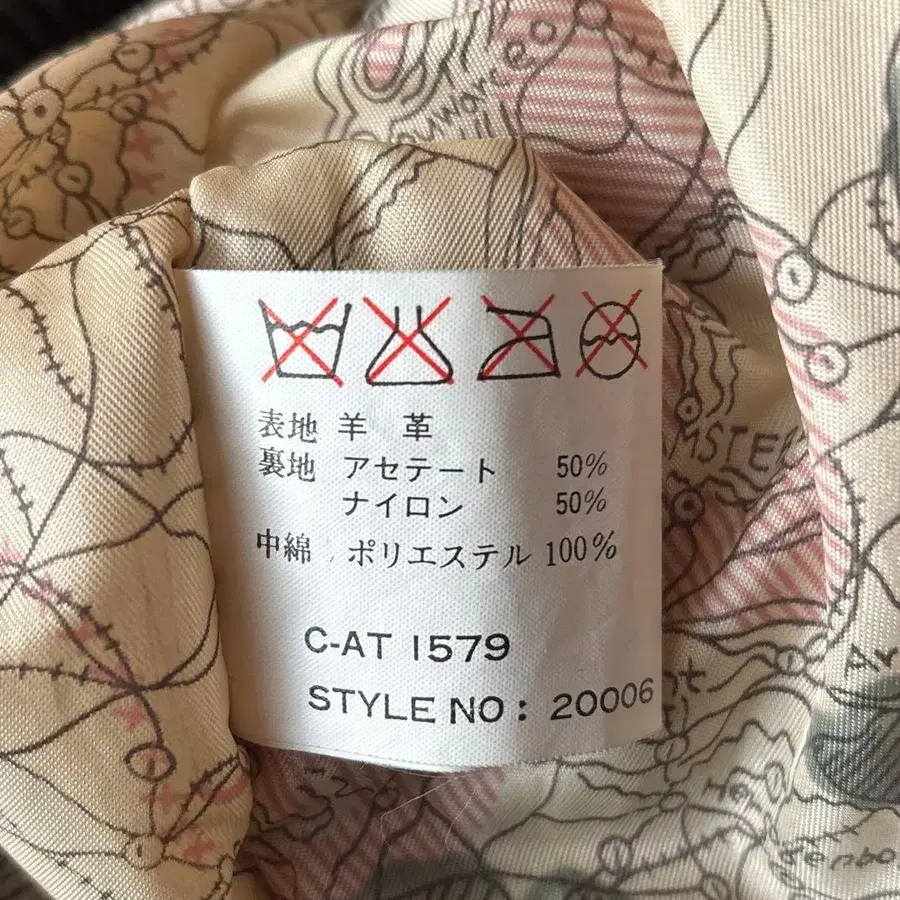 表地 羊 革
裏地 アセテート 50%
ナイロン 50%
中綿 ポリエステル 100%
C-AT 1579
STYLE NO: 20006